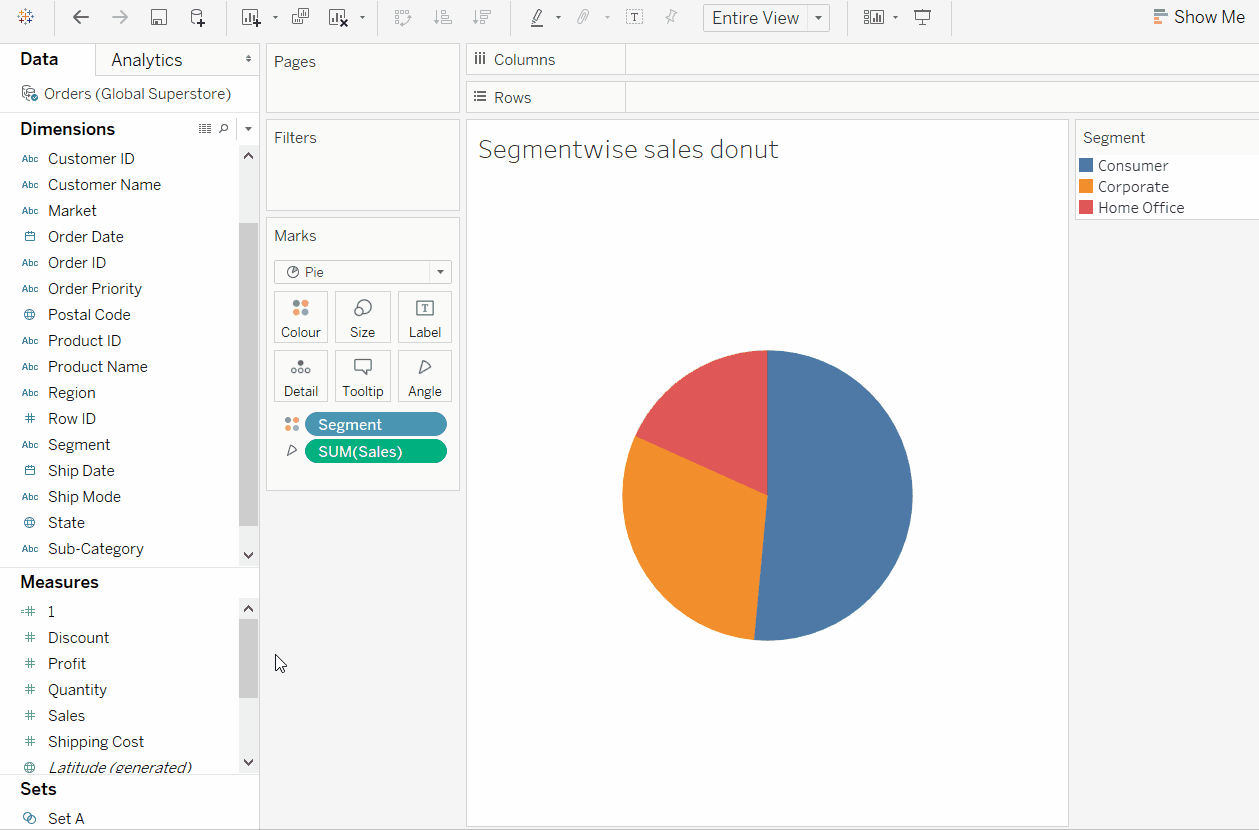 Entire View
Show Me
Data
Analytics
Orders (Global Superstore)
Dimensions
Abc Customer ID
Abc Customer Name
Abc Market
Order Date
Abc Order ID
Abc Order Priority
Postal Code
Abc Product ID
Abc Product Name
Abc Region
# Row ID
Abc Segment
Ship Date
Abc Ship Mode
State
Abc Sub-Category
Measures
=# 1
# Discount
# Profit
# Quantity
# Sales
# Shipping Cost
Latitude (generated)
Sets
Set A
Pages
Filters
Marks
Pie
Colour Size Label
Detail Tooltip Angle
Segment
SUM(Sales)
Columns
Rows
Segmentwise sales donut
Segment
Consumer
Corporate
Home Office